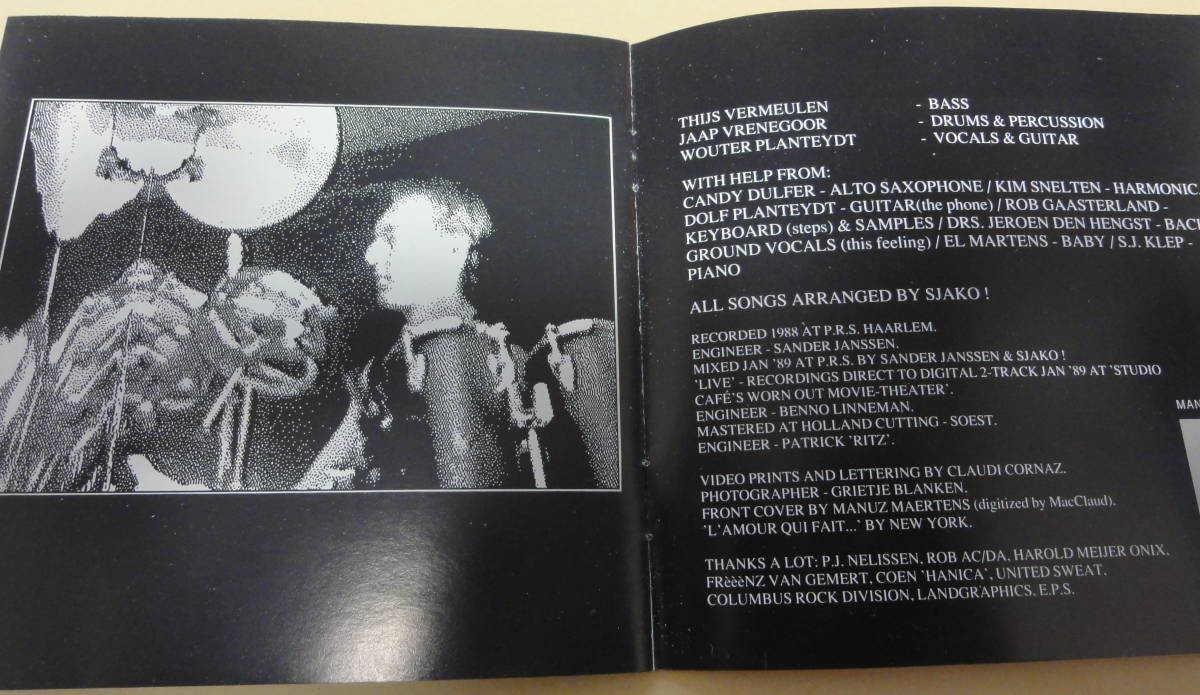 THIJS VERMEULEN - BASS
JAAP VRENEGOOR - DRUMS & PERCUSSION
WOUTER PLANTEYDT - VOCALS & GUITAR
WITH HELP FROM:
CANDY DULFER - ALTO SAXOPHONE / KIM SNELTEN - HARMONICA
DOLF PLANTEYDT - GUITAR(the phone) / ROB GAASTERLAND -
KEYBOARD (steps) & SAMPLES / DRS. JEROEN DEN HENGST - BACK
GROUND VOCALS (this feeling) / EL MARTENS - BABY / S.J. KLEP -
PIANO
ALL SONGS ARRANGED BY SJAKO !
RECORDED 1988 AT P.R.S. HAARLEM.
ENGINEER - SANDER JANSSEN.
MIXED JAN '89 AT P.R.S. BY SANDER JANSSEN & SJAKO !
'LIVE' - RECORDINGS DIRECT TO DIGITAL 2-TRACK JAN '89 AT 'STUDIO
CAFÉ'S WORN OUT MOVIE-THEATER'.
ENGINEER - BENNO LINNEMAN.
MASTERED AT HOLLAND CUTTING - SOEST.
ENGINEER - PATRICK 'RITZ'.
VIDEO PRINTS AND LETTERING BY CLAUDI CORNAZ.
PHOTOGRAPHER - GRIETJE BLANKEN.
FRONT COVER BY MANUZ MAERTENS (digitized by MacClaud).
'L'AMOUR QUI FAIT...' BY NEW YORK.
THANKS A LOT: P.J. NELISSEN, ROB AC/DA, HAROLD MEIJER ONIX,
FRèèèNZ VAN GEMERT, COEN 'HANICA', UNITED SWEAT,
COLUMBUS ROCK DIVISION, LANDGRAPHICS, E.P.S.
MAN